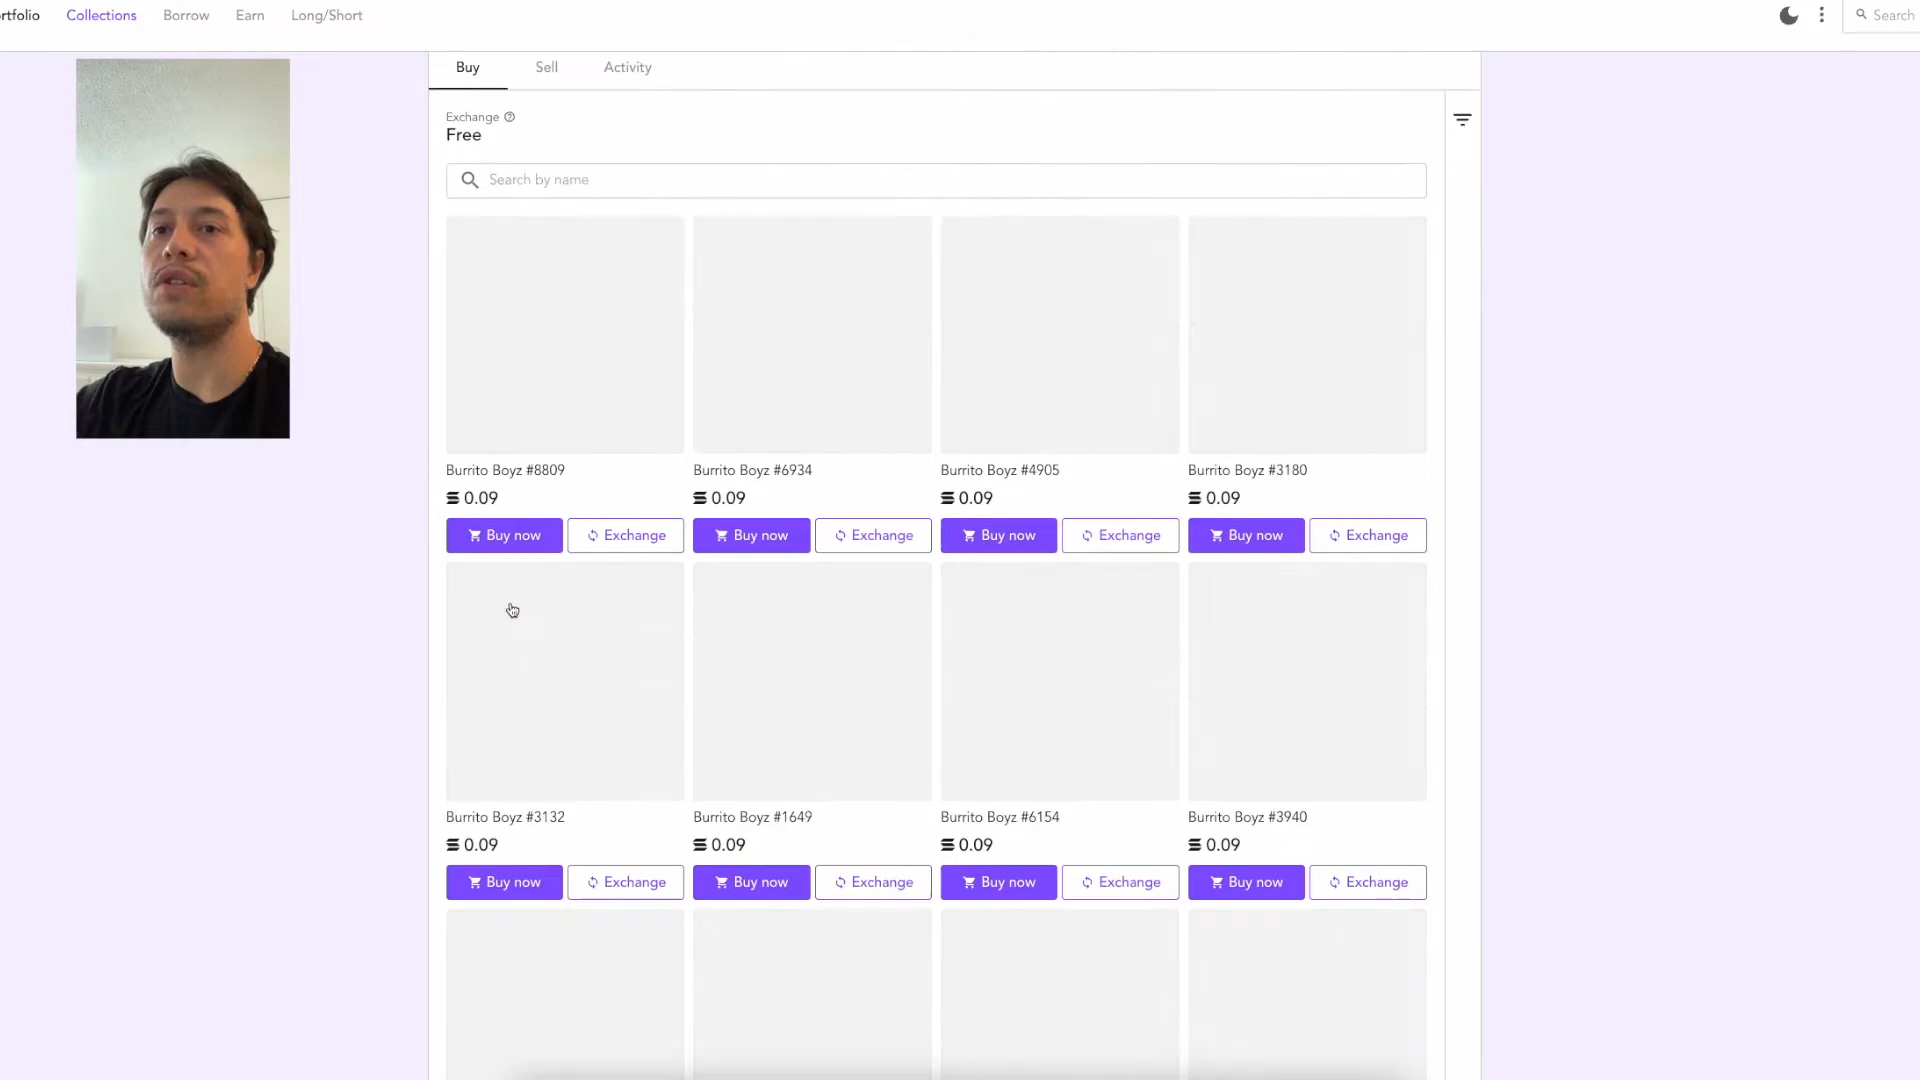 rtfolio Collections Borrow Earn Long/Short Search
Buy Sell Activity
Exchange
Free
Search by name
Burrito Boyz #8809 Burrito Boyz #6934 Burrito Boyz #4905 Burrito Boyz #3180
0.09 0.09 0.09 0.09
Buy now Exchange Buy now Exchange Buy now Exchange Buy now Exchange
Burrito Boyz #3132 Burrito Boyz #1649 Burrito Boyz #6154 Burrito Boyz #3940
0.09 0.09 0.09 0.09
Buy now Exchange Buy now Exchange Buy now Exchange Buy now Exchange